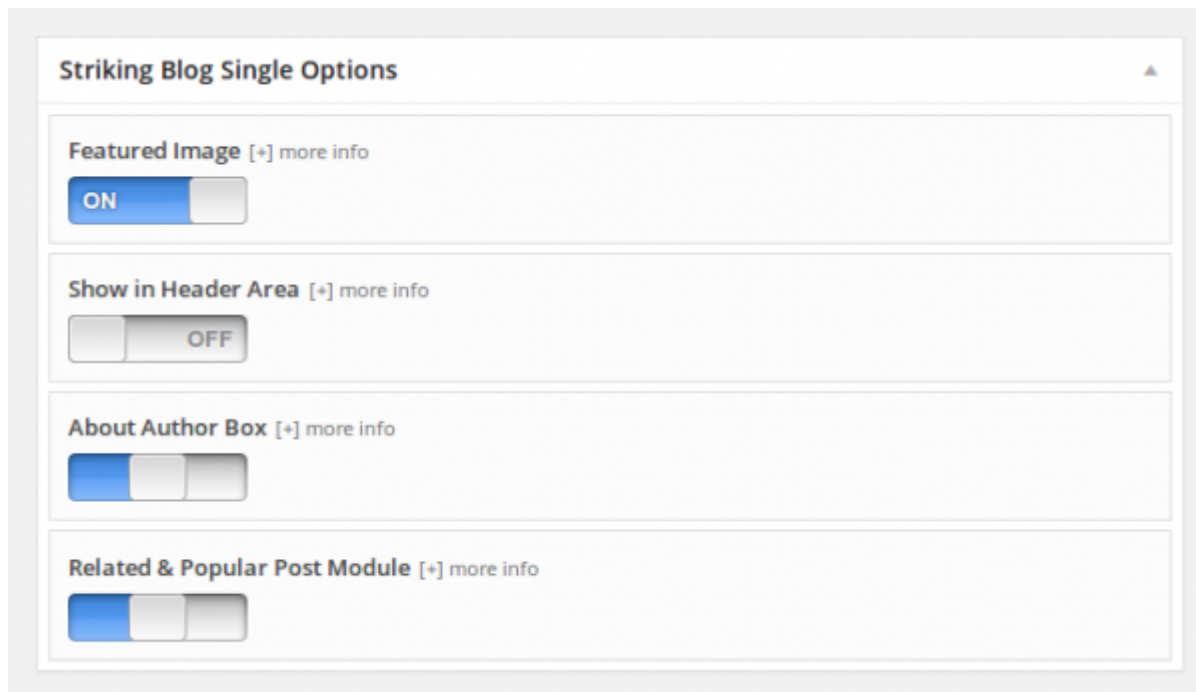 Striking Blog Single Options
Featured Image [+] more info
ON
Show in Header Area [+] more info
OFF
About Author Box [+] more info
Related & Popular Post Module [+] more info